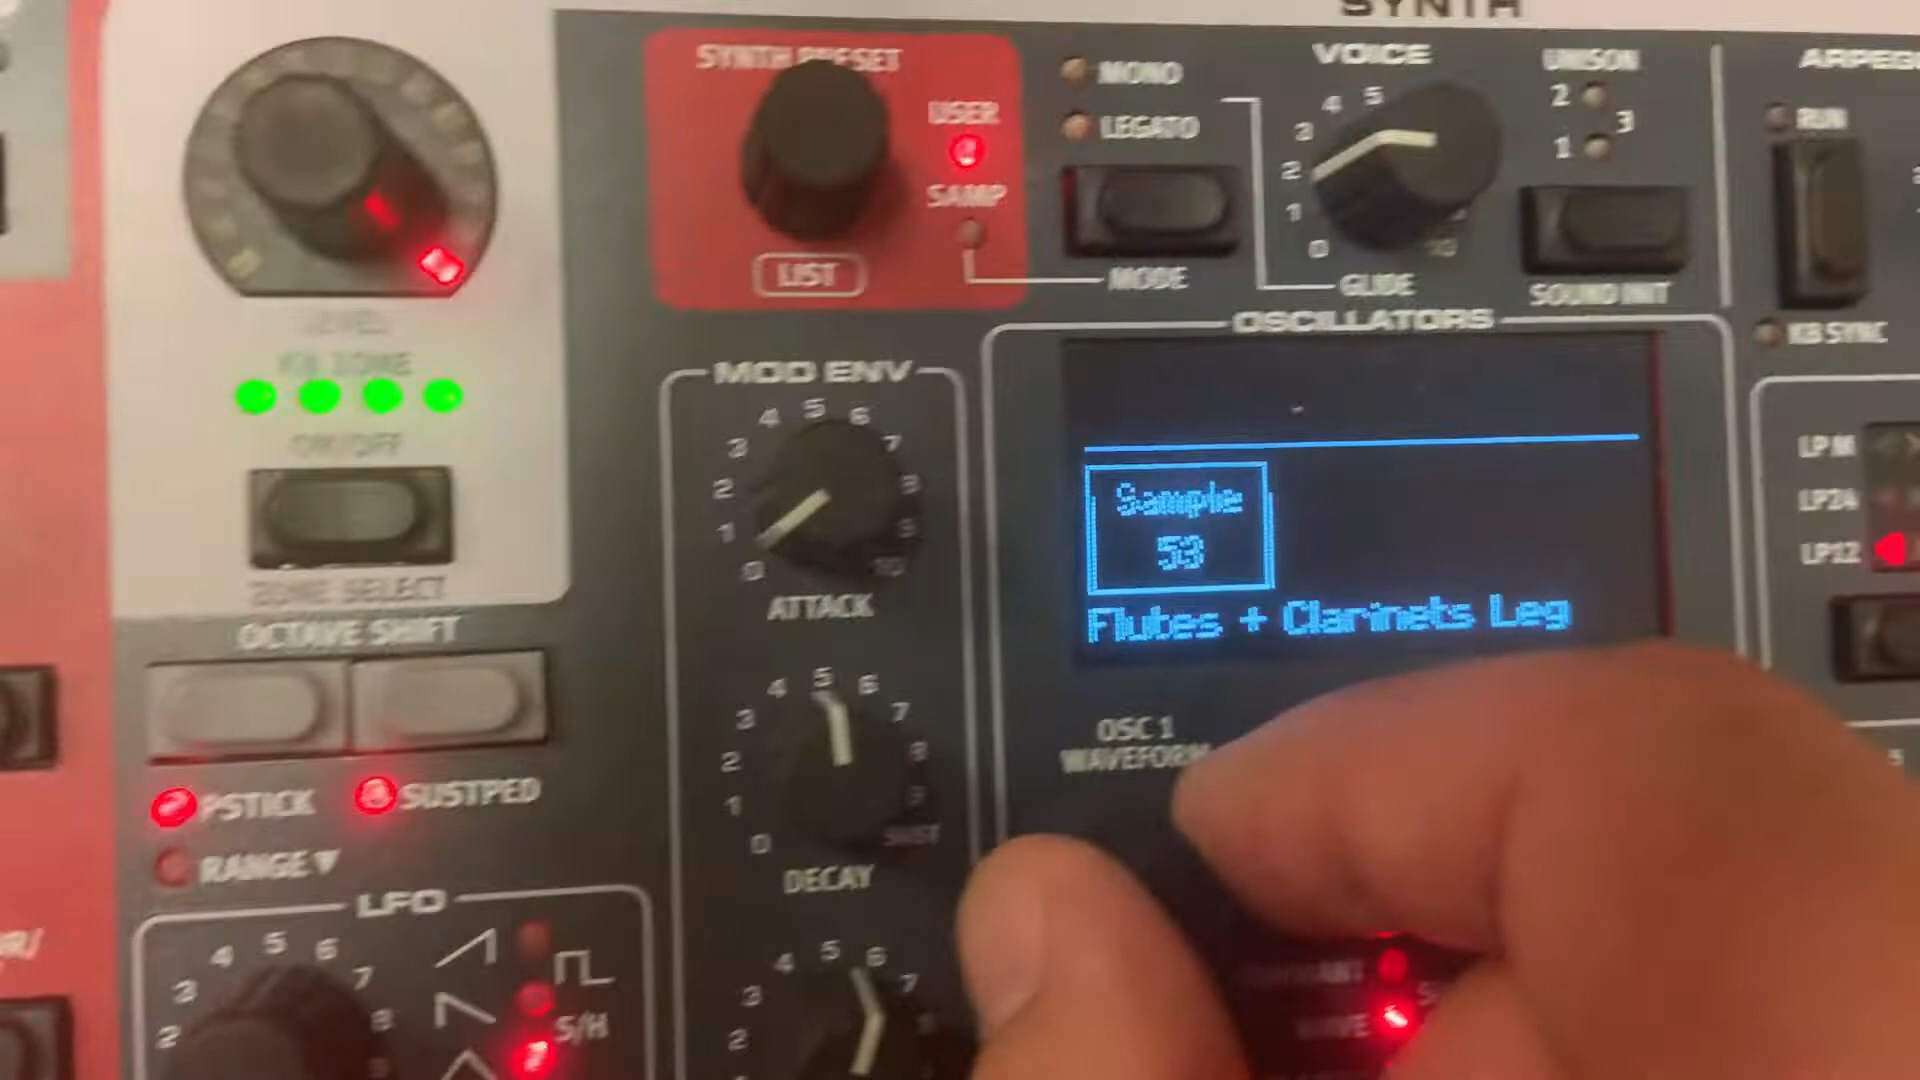 SYNTH
SYNTH PRESET
USER
SAMP
LIST
MONO
LEGATO
MODE
VOICE
0 1 2 3 4 5 10
GLIDE
UNISON
2
3
1
SOUND INIT
RUN
KB SYNC
LEVEL
KB ZONE
ON/OFF
ZONE SELECT
OCTAVE SHIFT
PSTICK
SUSTPED
RANGE ▼
LFO
2 3 4 5 6 7 8
S/H
MOD ENV
0 1 2 3 4 5 6 7 8 9 10
ATTACK
0 1 2 3 4 5 6 7 8 9 SUST
DECAY
2 3 4 5 6 7
OSCILLATORS
Sample
53
Flutes + Clarinets Leg
OSC 1
WAVEFORM
WAVE
LP M
LP24
LP12